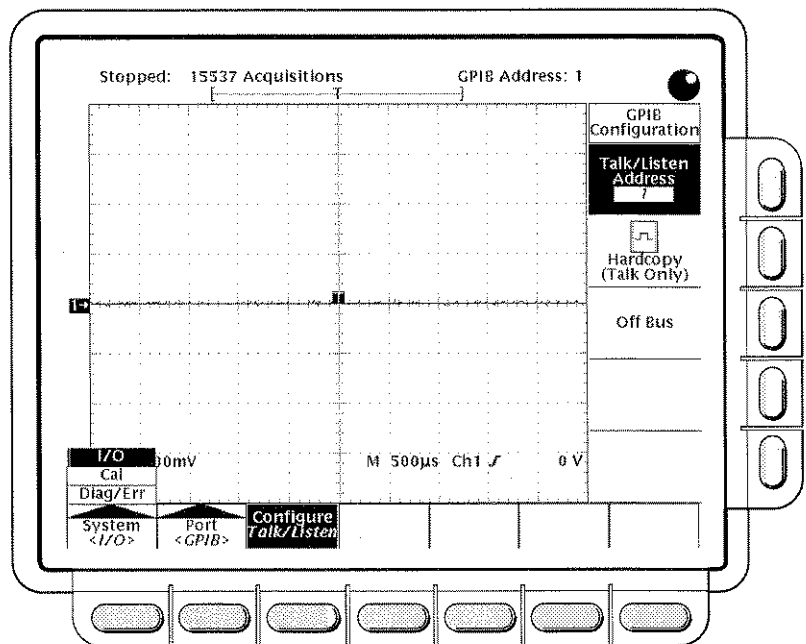 Stopped: 15537 Acquisitions
GPIB Address: 1
T
GPIB
Configuration
Talk/Listen
Address
1
Hardcopy
(Talk Only)
Off Bus
1→
T
I/O
Cal
Diag/Err
M 500µs Ch1
0 V
System
<I/O>
Port
<GPIB>
Configure
Talk/Listen